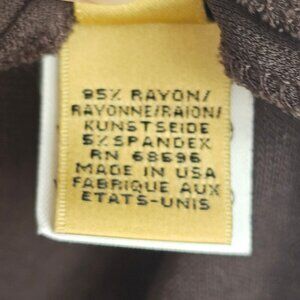 95% RAYON/
RAYONNE/RAION/
KUNSTSEIDE
5% SPANDEX
RN 68696
MADE IN USA
FABRIQUE AUX
ETATS-UNIS